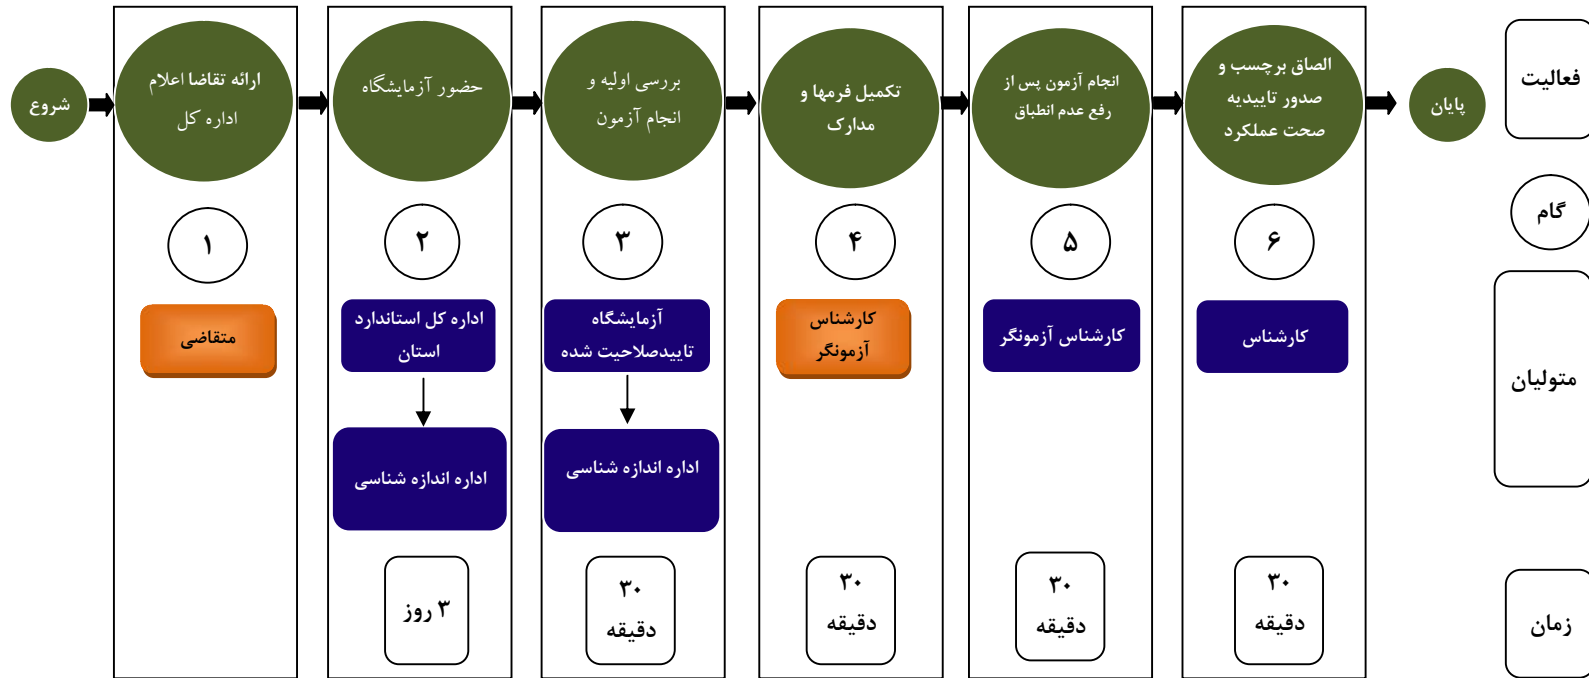 شروع
ارائه تقاضا اعلام
اداره کل
حضور آزمایشگاه
بررسی اولیه و
انجام آزمون
تکمیل فرمها و
مدارک
انجام آزمون پس از
رفع عدم انطباق
الصاق برچسب و
صدور تاییدیه
صحت عملکرد
پایان
فعالیت
۱
۲
۳
۴
۵
۶
گام
متقاضی
اداره کل استاندارد
استان
اداره اندازه شناسی
آزمایشگاه
تاییدصلاحیت شده
اداره اندازه شناسی
کارشناس
آزمونگر
کارشناس آزمونگر
کارشناس
متولیان
۳ روز
۳۰
دقیقه
۳۰
دقیقه
۳۰
دقیقه
۳۰
دقیقه
زمان